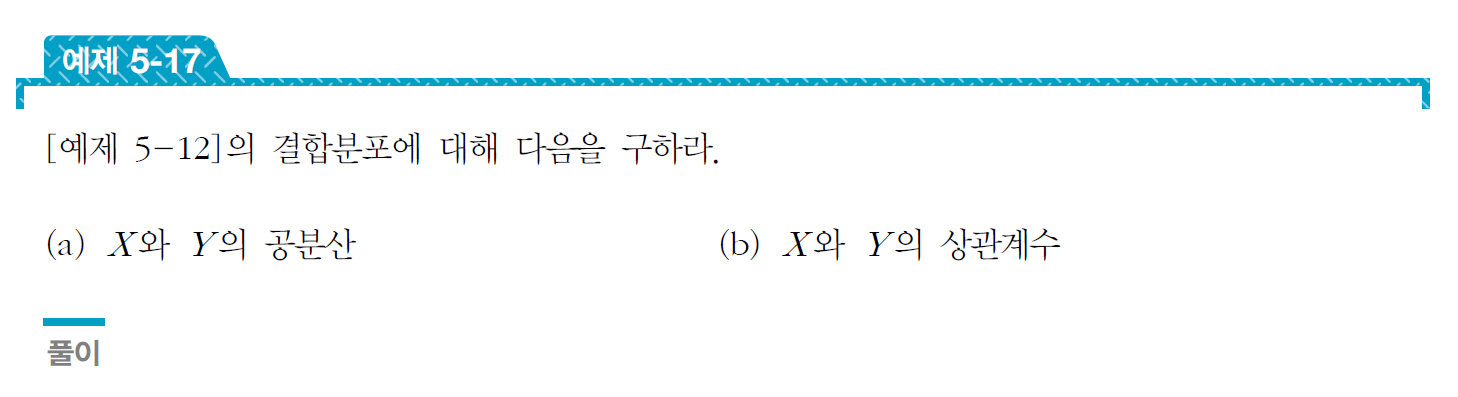 예제 5-17
[예제 5-12]의 결합분포에 대해 다음을 구하라.
(a) X와 Y의 공분산 (b) X와 Y의 상관계수
풀이